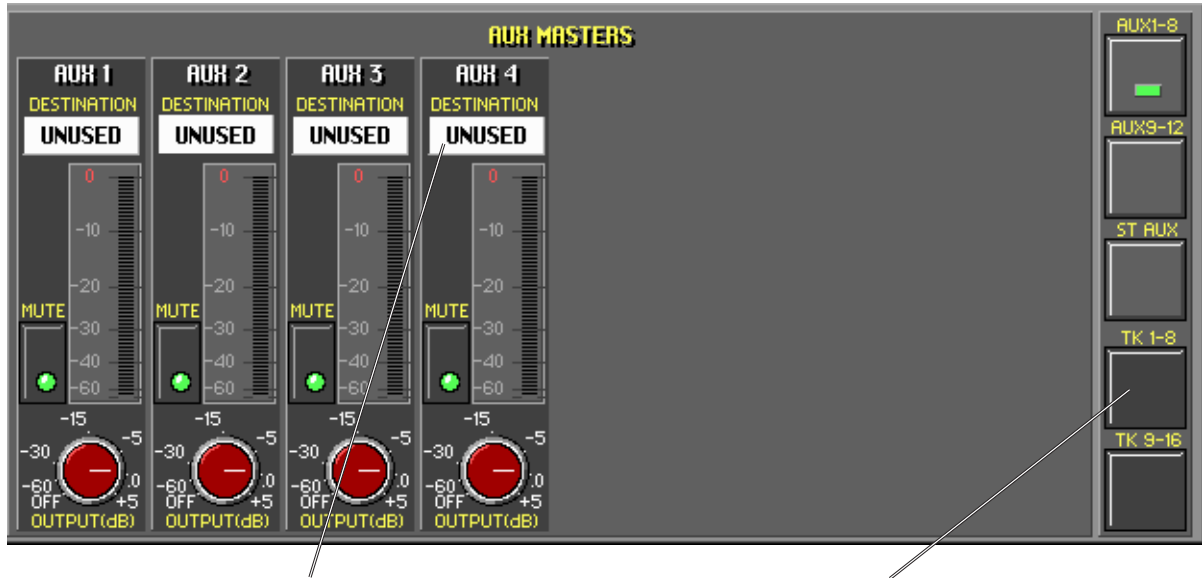 AUX MASTERS
AUX 1
DESTINATION
UNUSED
0
-10
-20
MUTE
-30
-40
-60
-15
-30
-5
-60
.0
OFF
+5
OUTPUT(dB)
AUX 2
DESTINATION
UNUSED
0
-10
-20
MUTE
-30
-40
-60
-15
-30
-5
-60
.0
OFF
+5
OUTPUT(dB)
AUX 3
DESTINATION
UNUSED
0
-10
-20
MUTE
-30
-40
-60
-15
-30
-5
-60
.0
OFF
+5
OUTPUT(dB)
AUX 4
DESTINATION
UNUSED
0
-10
-20
MUTE
-30
-40
-60
-15
-30
-5
-60
.0
OFF
+5
OUTPUT(dB)
AUX1-8
AUX9-12
ST AUX
TK 1-8
TK 9-16